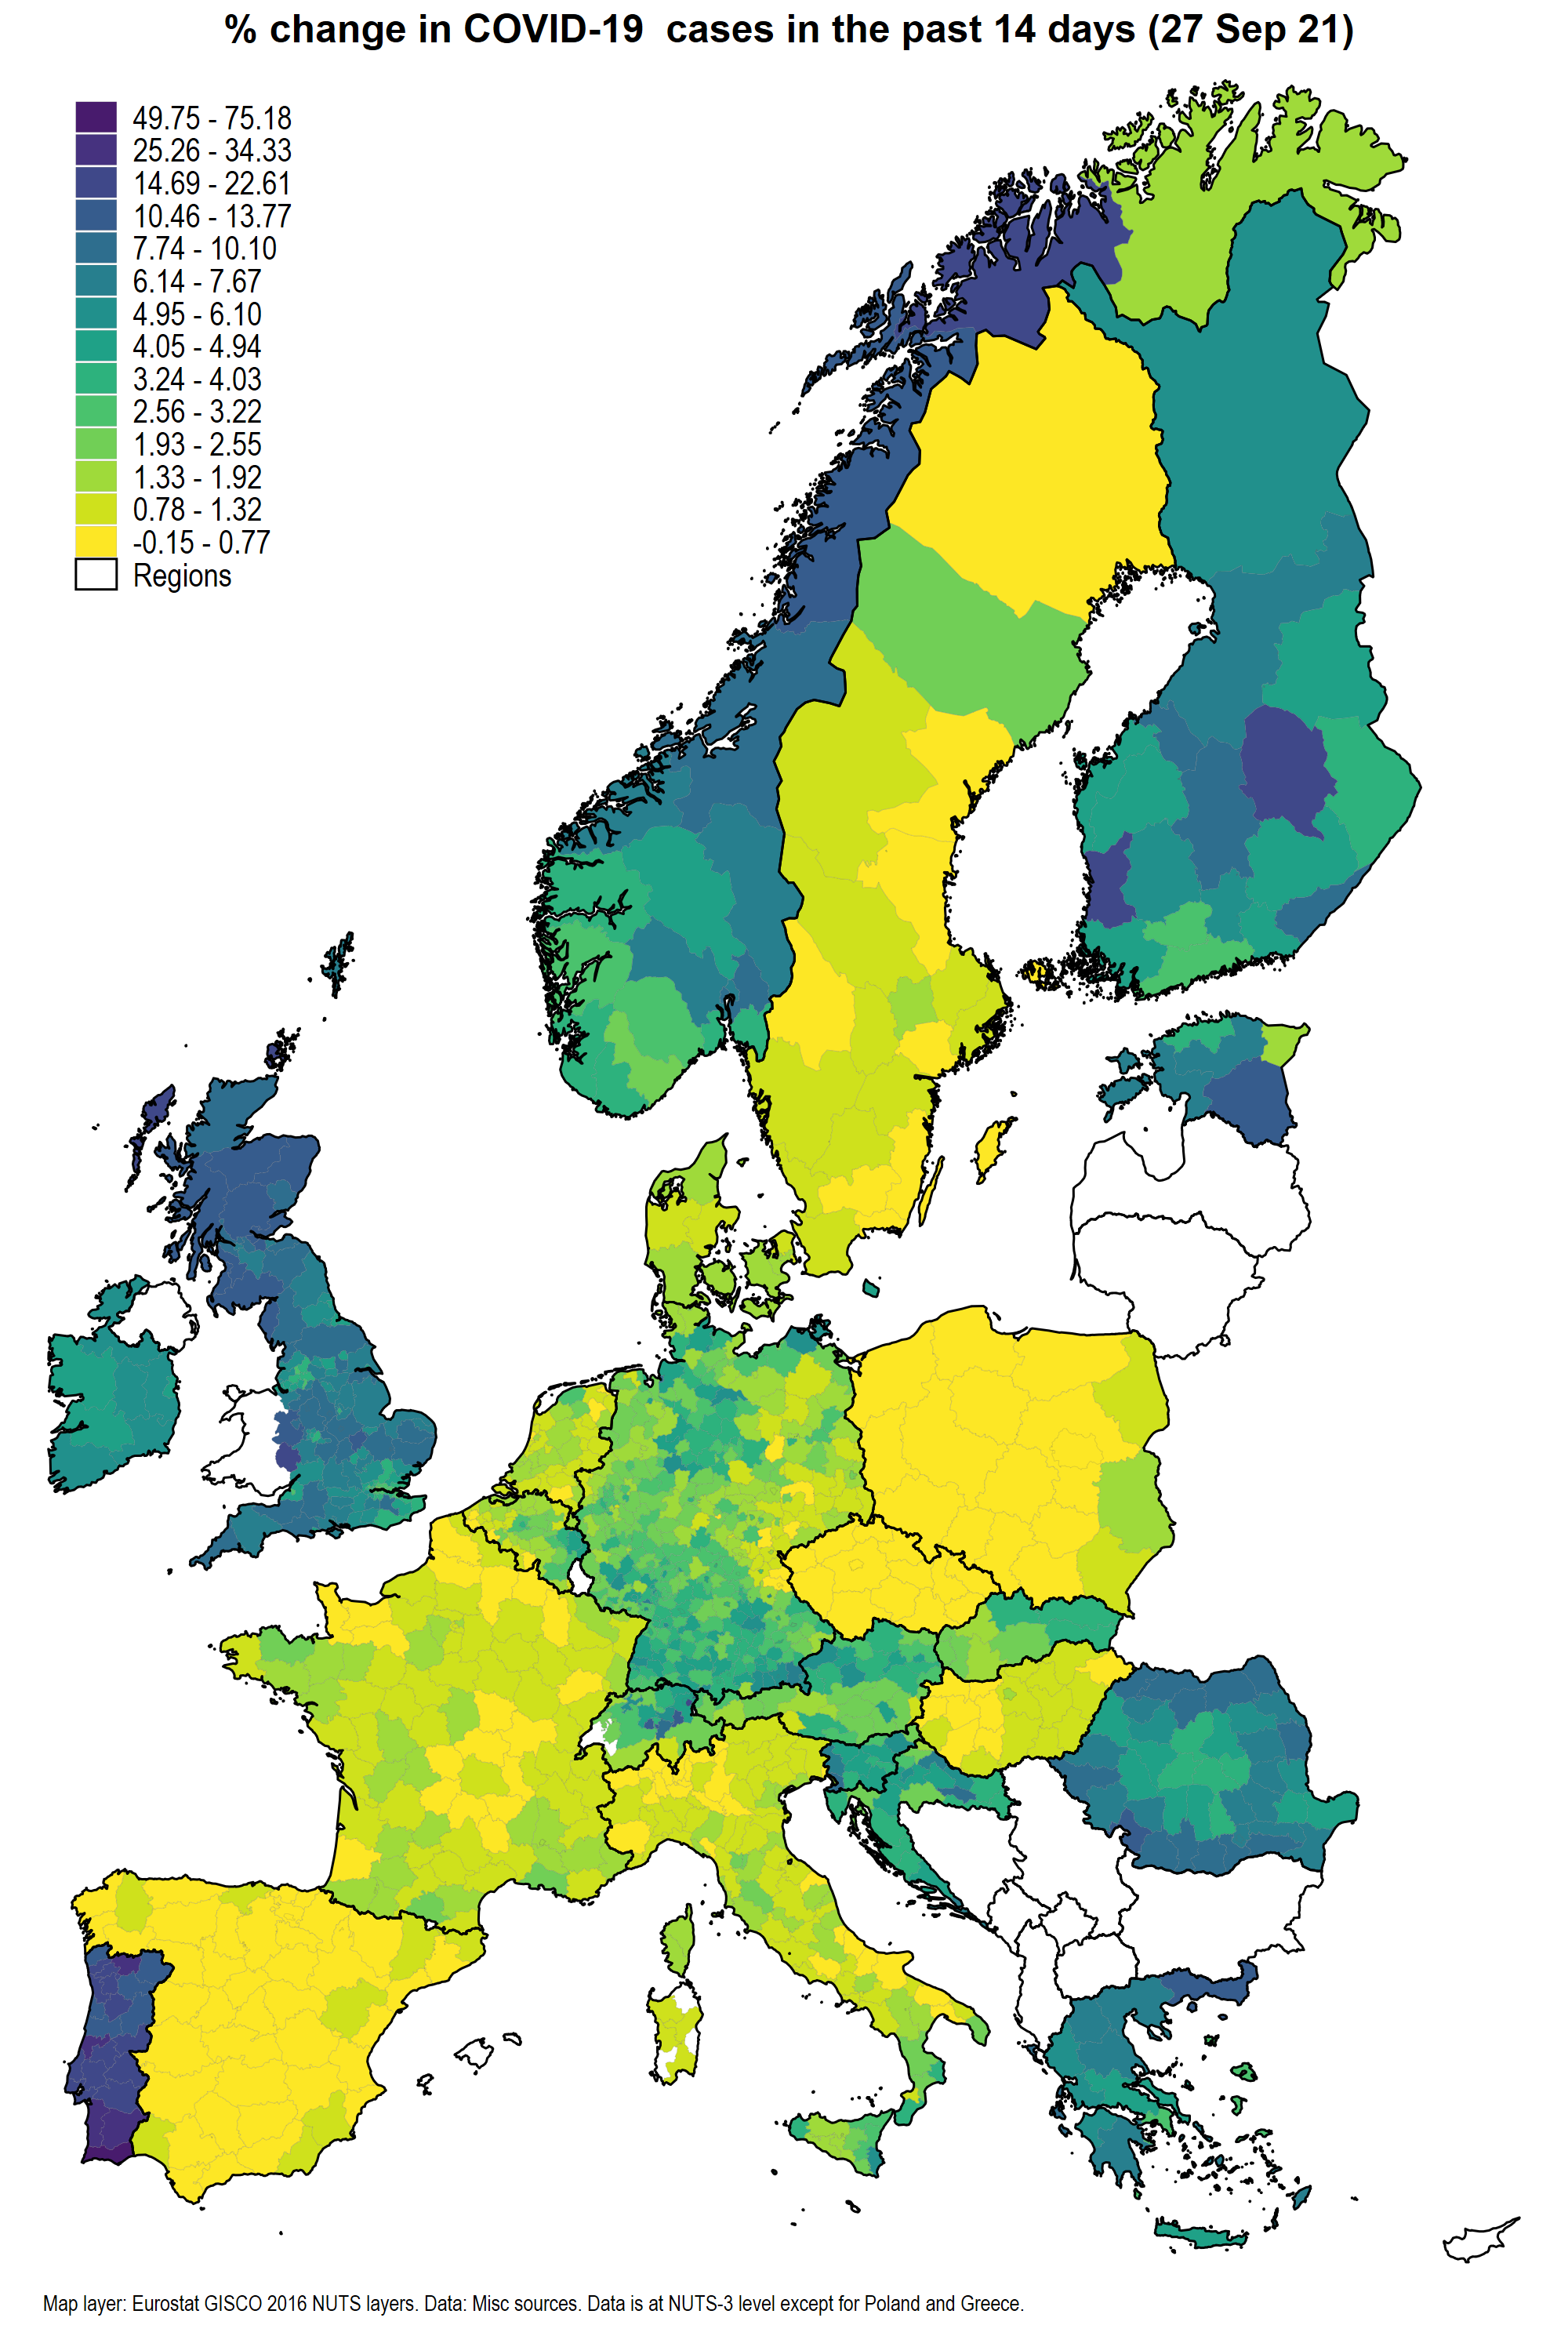 % change in COVID-19  cases in the past 14 days (27 Sep 21)
49.75 - 75.18
25.26 - 34.33
14.69 - 22.61
10.46 - 13.77
7.74 - 10.10
6.14 - 7.67
4.95 - 6.10
4.05 - 4.94
3.24 - 4.03
2.56 - 3.22
1.93 - 2.55
1.33 - 1.92
0.78 - 1.32
-0.15 - 0.77
Regions
Map layer: Eurostat GISCO 2016 NUTS layers. Data: Misc sources. Data is at NUTS-3 level except for Poland and Greece.